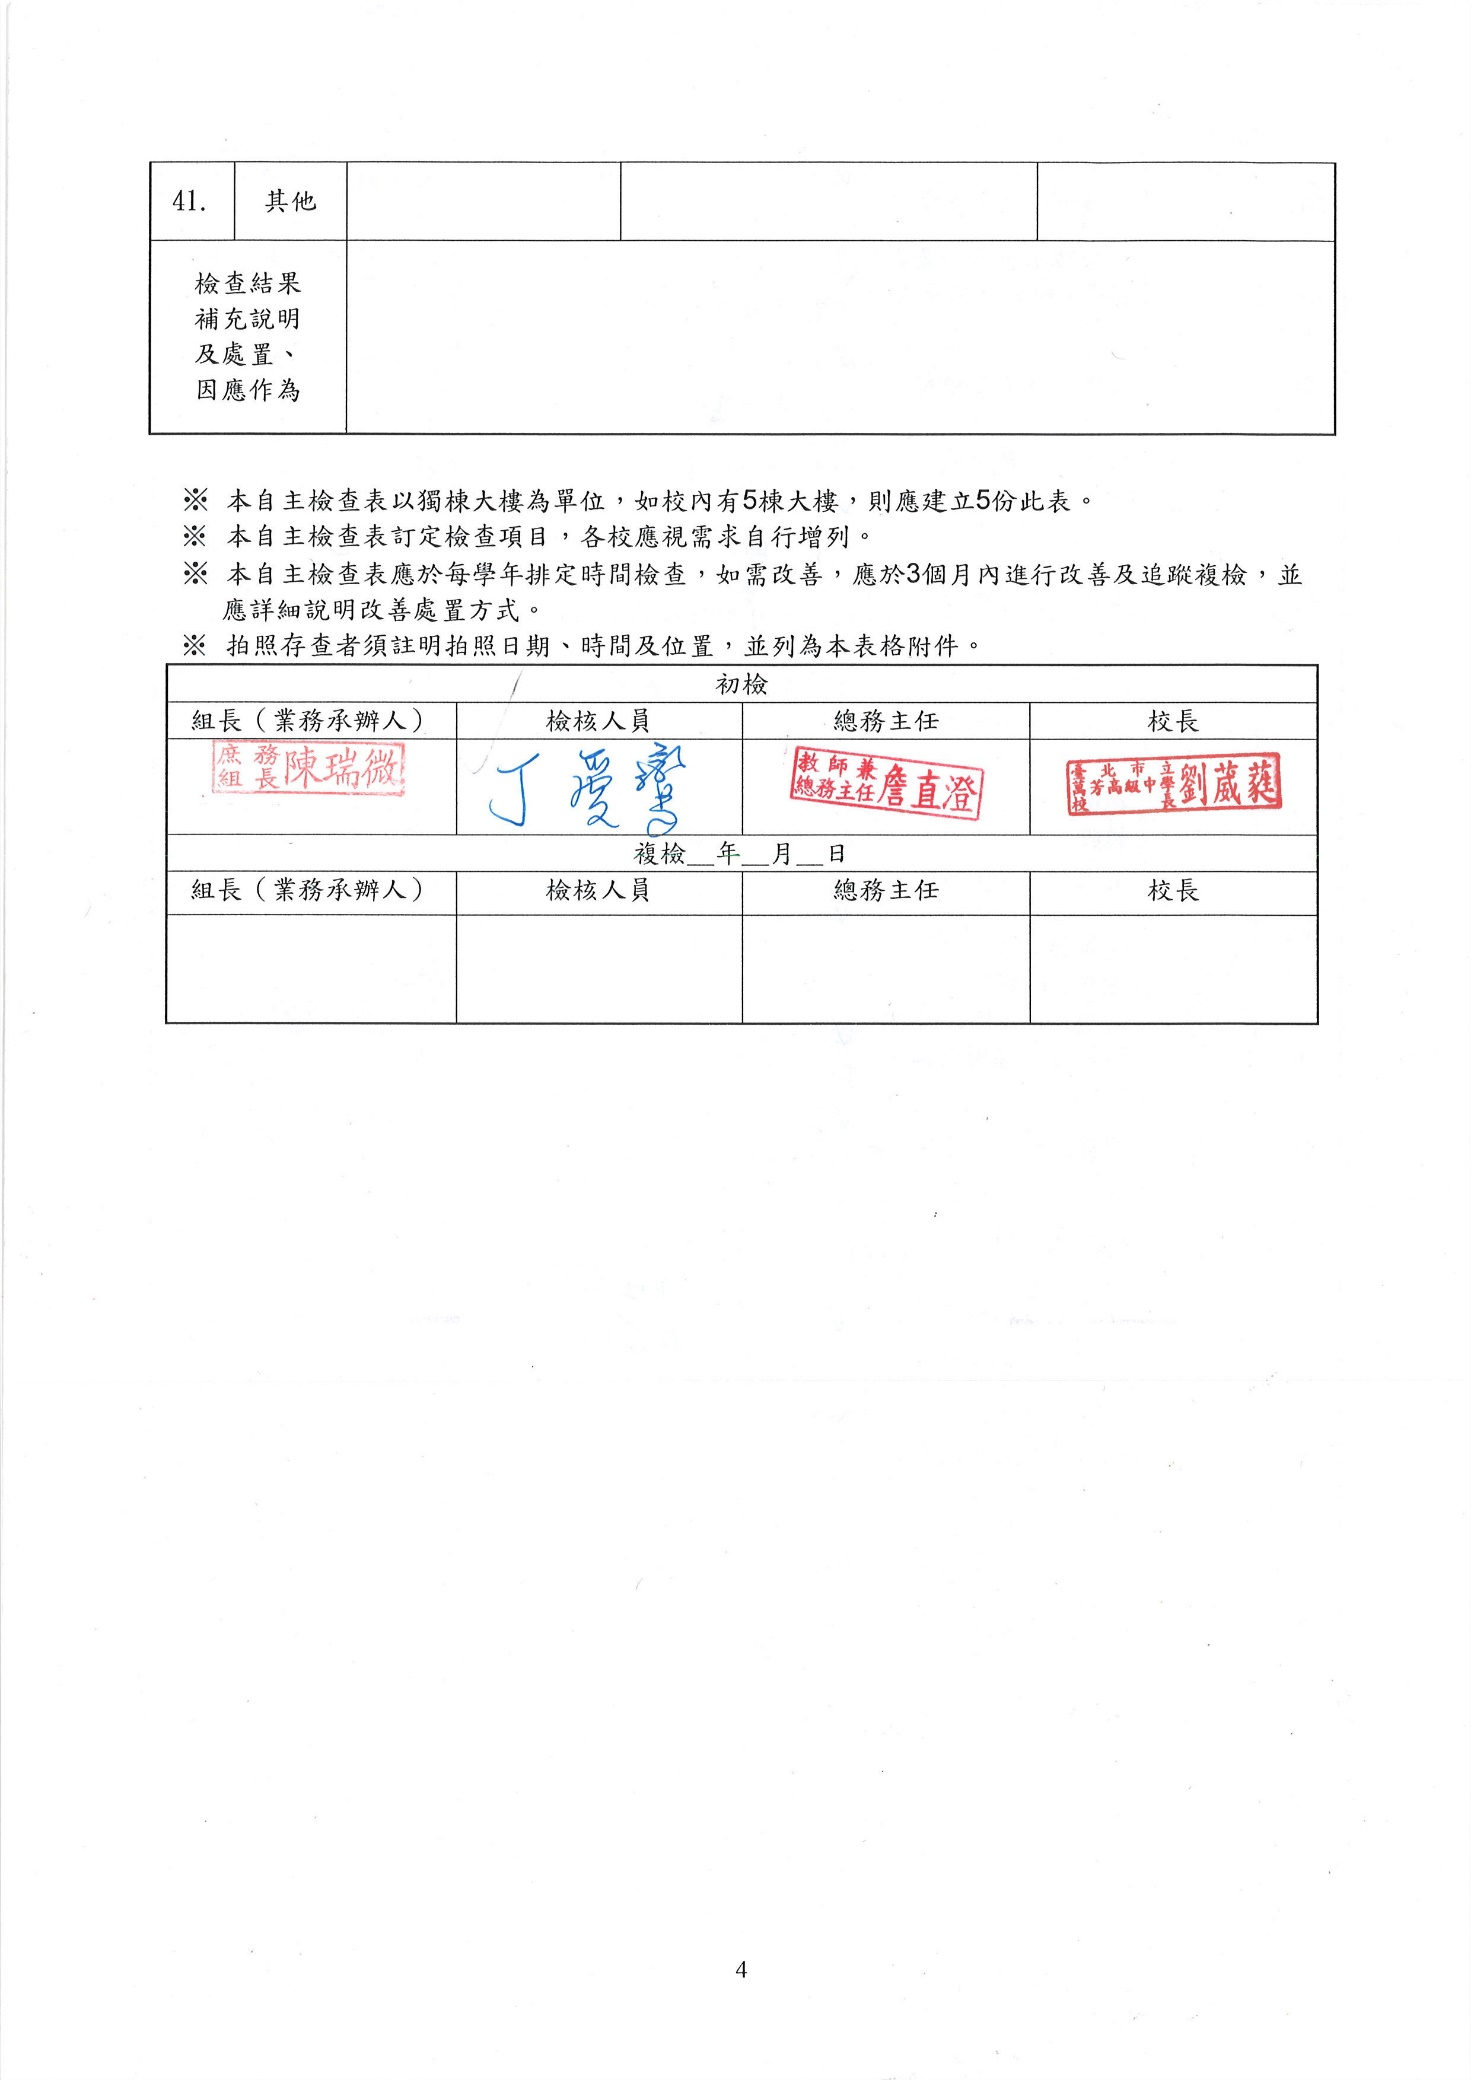 41. 其他
檢查結果
補充說明
及處置、
因應作為
※ 本自主檢查表以獨棟大樓為單位，如校內有5棟大樓，則應建立5份此表。
※ 本自主檢查表訂定檢查項目，各校應視需求自行增列。
※ 本自主檢查表應於每學年排定時間檢查，如需改善，應於3個月內進行改善及追蹤複檢，並
應詳細說明改善處置方式。
※ 拍照存查者須註明拍照日期、時間及位置，並列為本表格附件。
初檢
組長（業務承辦人） 檢核人員 總務主任 校長
庶務組長 陳瑞微
丁愛鸞
教師兼總務主任 詹直澄
臺北市立萬芳高級中學校長 劉葳蕤
複檢__年__月__日
組長（業務承辦人） 檢核人員 總務主任 校長
4